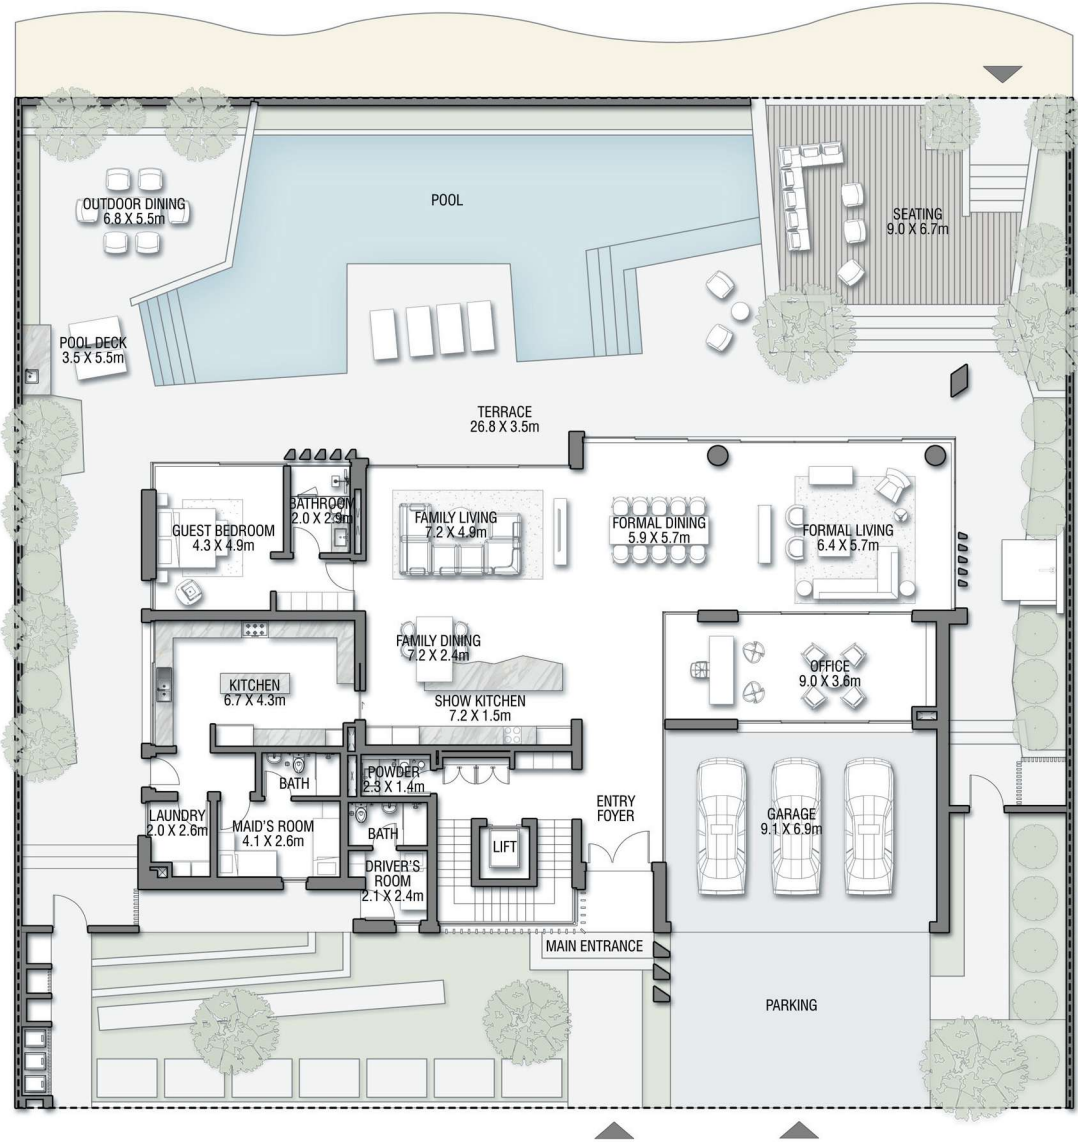 POOL
OUTDOOR DINING
6.8 X 5.5m
SEATING
9.0 X 6.7m
POOL DECK
3.5 X 5.5m
TERRACE
26.8 X 3.5m
GUEST BEDROOM
4.3 X 4.9m
BATHROOM
2.0 X 2.9m
FAMILY LIVING
7.2 X 4.9m
FORMAL DINING
5.9 X 5.7m
FORMAL LIVING
6.4 X 5.7m
FAMILY DINING
7.2 X 2.4m
OFFICE
9.0 X 3.6m
KITCHEN
6.7 X 4.3m
SHOW KITCHEN
7.2 X 1.5m
BATH
POWDER
2.3 X 1.4m
LAUNDRY
2.0 X 2.6m
MAID'S ROOM
4.1 X 2.6m
BATH
LIFT
ENTRY
FOYER
GARAGE
9.1 X 6.9m
DRIVER'S
ROOM
2.1 X 2.4m
MAIN ENTRANCE
PARKING